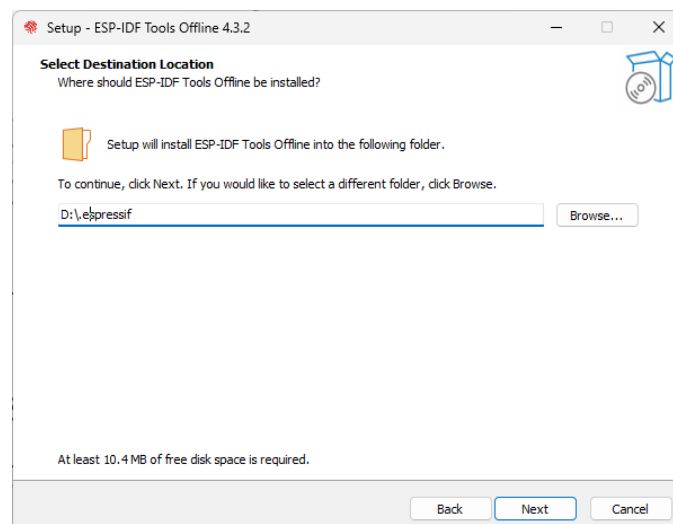 Setup - ESP-IDF Tools Offline 4.3.2
Select Destination Location
Where should ESP-IDF Tools Offline be installed?
Setup will install ESP-IDF Tools Offline into the following folder.
To continue, click Next. If you would like to select a different folder, click Browse.
D:\.espressif
Browse...
At least 10.4 MB of free disk space is required.
Back Next Cancel